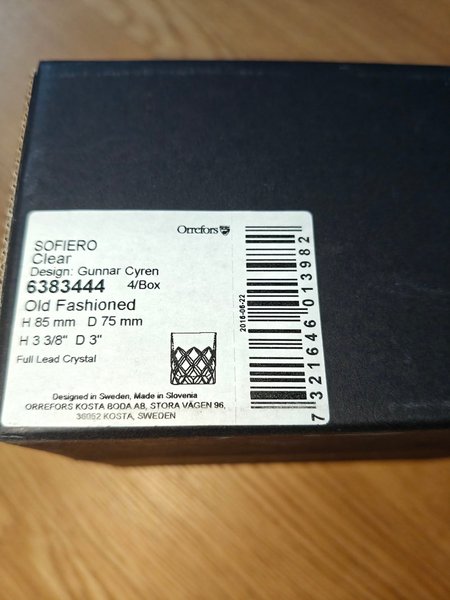 Orrefors
SOFIERO
Clear
Design: Gunnar Cyren
6383444 4/Box
Old Fashioned
H 85 mm D 75 mm
H 3 3/8" D 3"
Full Lead Crystal
Designed in Sweden, Made in Slovenia
ORREFORS KOSTA BODA AB, STORA VÄGEN 96,
36052 KOSTA, SWEDEN
2016-06-22
7 321646 013982